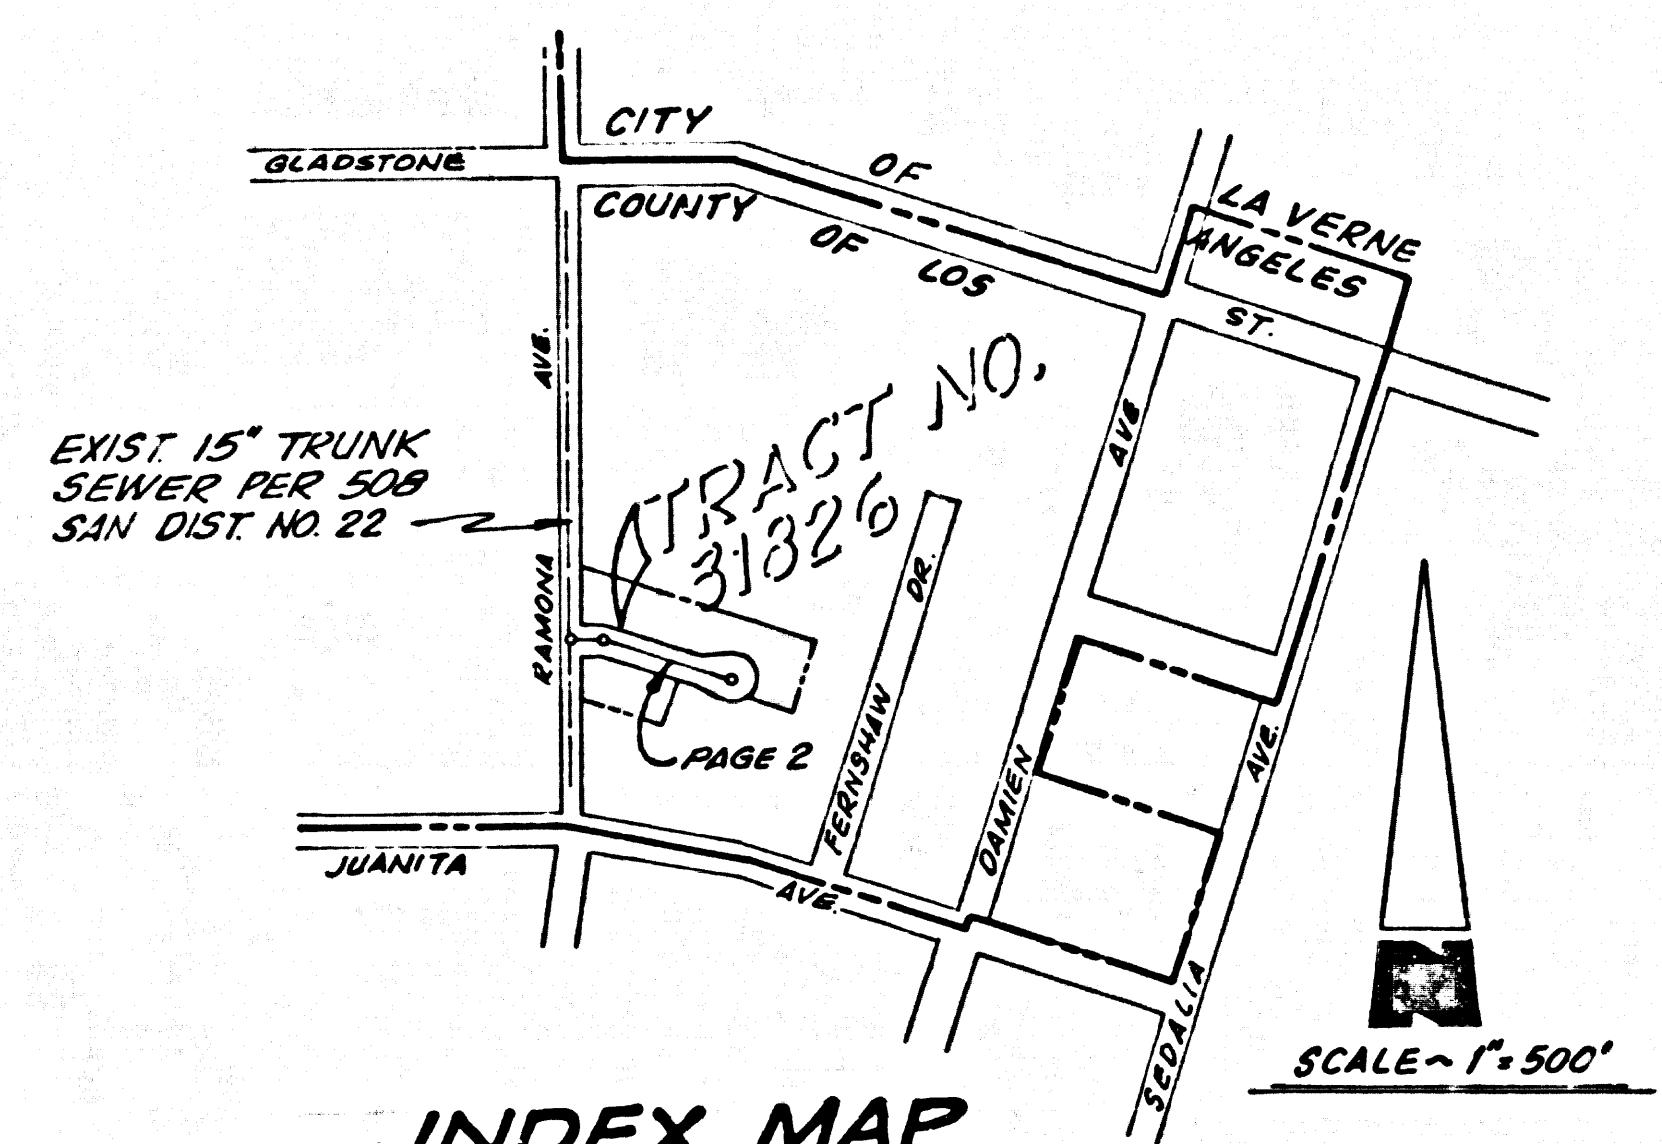 CITY OF LA VERNE
GLADSTONE ST.
COUNTY OF LOS ANGELES
RAMONA AVE.
TRACT NO.
31826
EXIST. 15" TRUNK
SEWER PER 508
SAN DIST. NO. 22
FERNSHAW DR.
DAMIEN AVE
SEDALIA AVE.
PAGE 2
JUANITA AVE.
N
SCALE~ 1"=500'
INDEX MAP